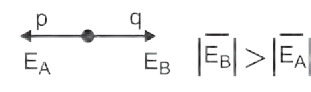 p q
E_A E_B |E_B| > |E_A|